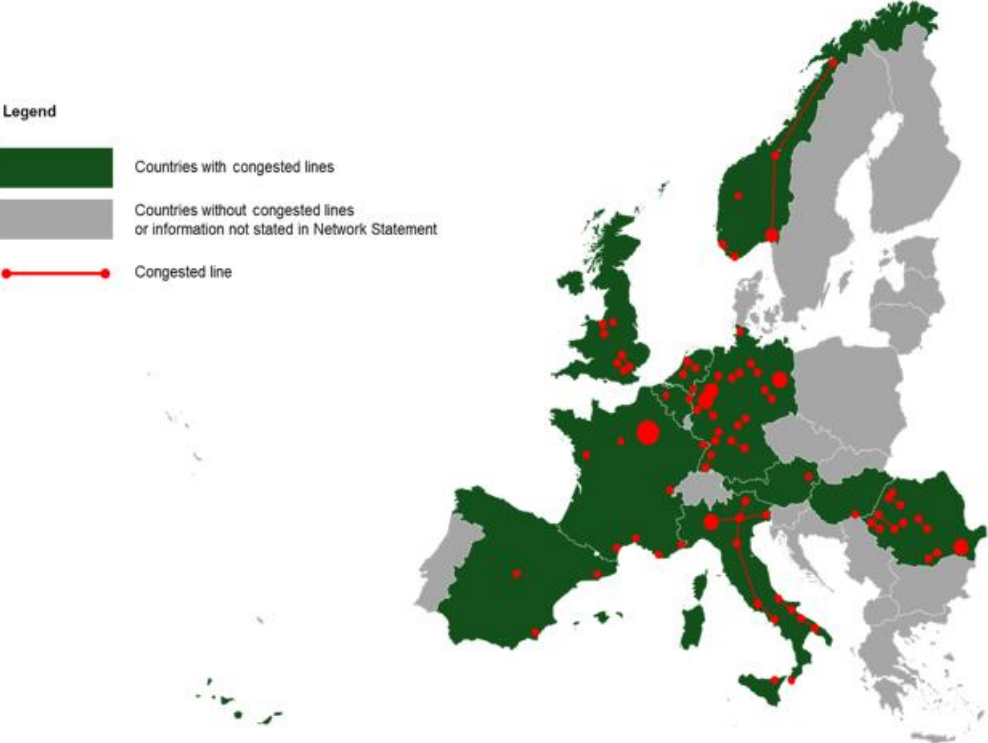 Legend
Countries with congested lines
Countries without congested lines
or information not stated in Network Statement
Congested line